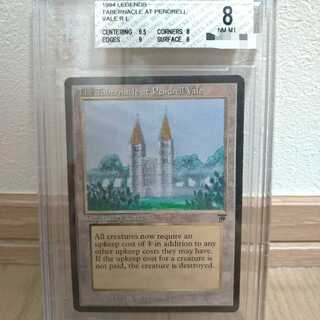 1994 LEGENDS
TABERNACLE AT PENDRELL
VALE R L
CENTERING 8.5 CORNERS 8
EDGES 9 SURFACE 8
8
NM-MT
The Tabernacle at Pendrell Vale
All creatures now require an
upkeep cost of 1 in addition to any
other upkeep costs they may have.
If the upkeep cost for a creature is
not paid, the creature is destroyed.